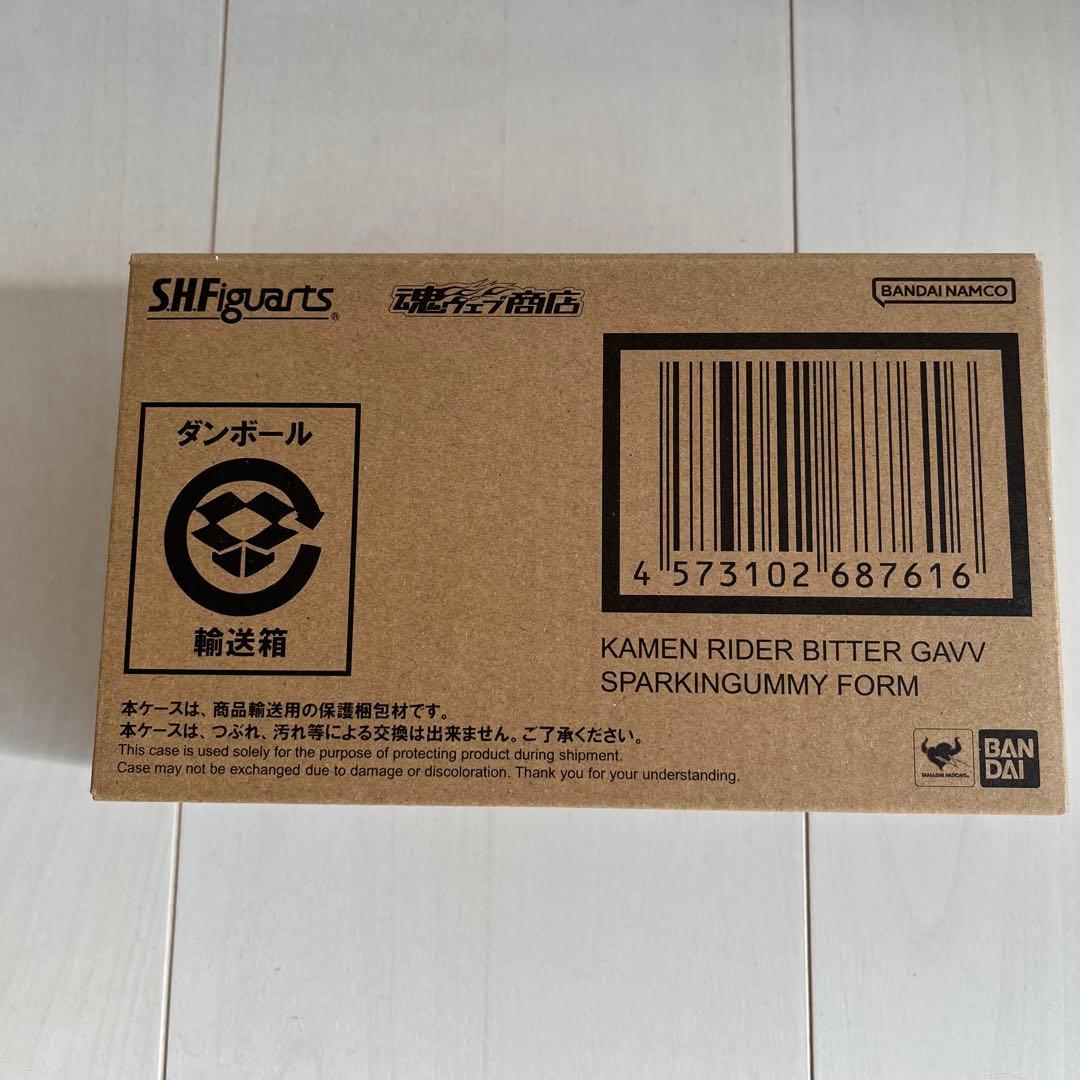 S.H.Figuarts®
魂ウェブ商店
BANDAI NAMCO
ダンボール
輸送箱
4 573102 687616
KAMEN RIDER BITTER GAVV
SPARKINGUMMY FORM
本ケースは、商品輸送用の保護梱包材です。
本ケースは、つぶれ、汚れ等による交換は出来ません。ご了承ください。
This case is used solely for the purpose of protecting product during shipment.
Case may not be exchanged due to damage or discoloration. Thank you for your understanding.
TAMASHII NATIONS®
BAN
DAI